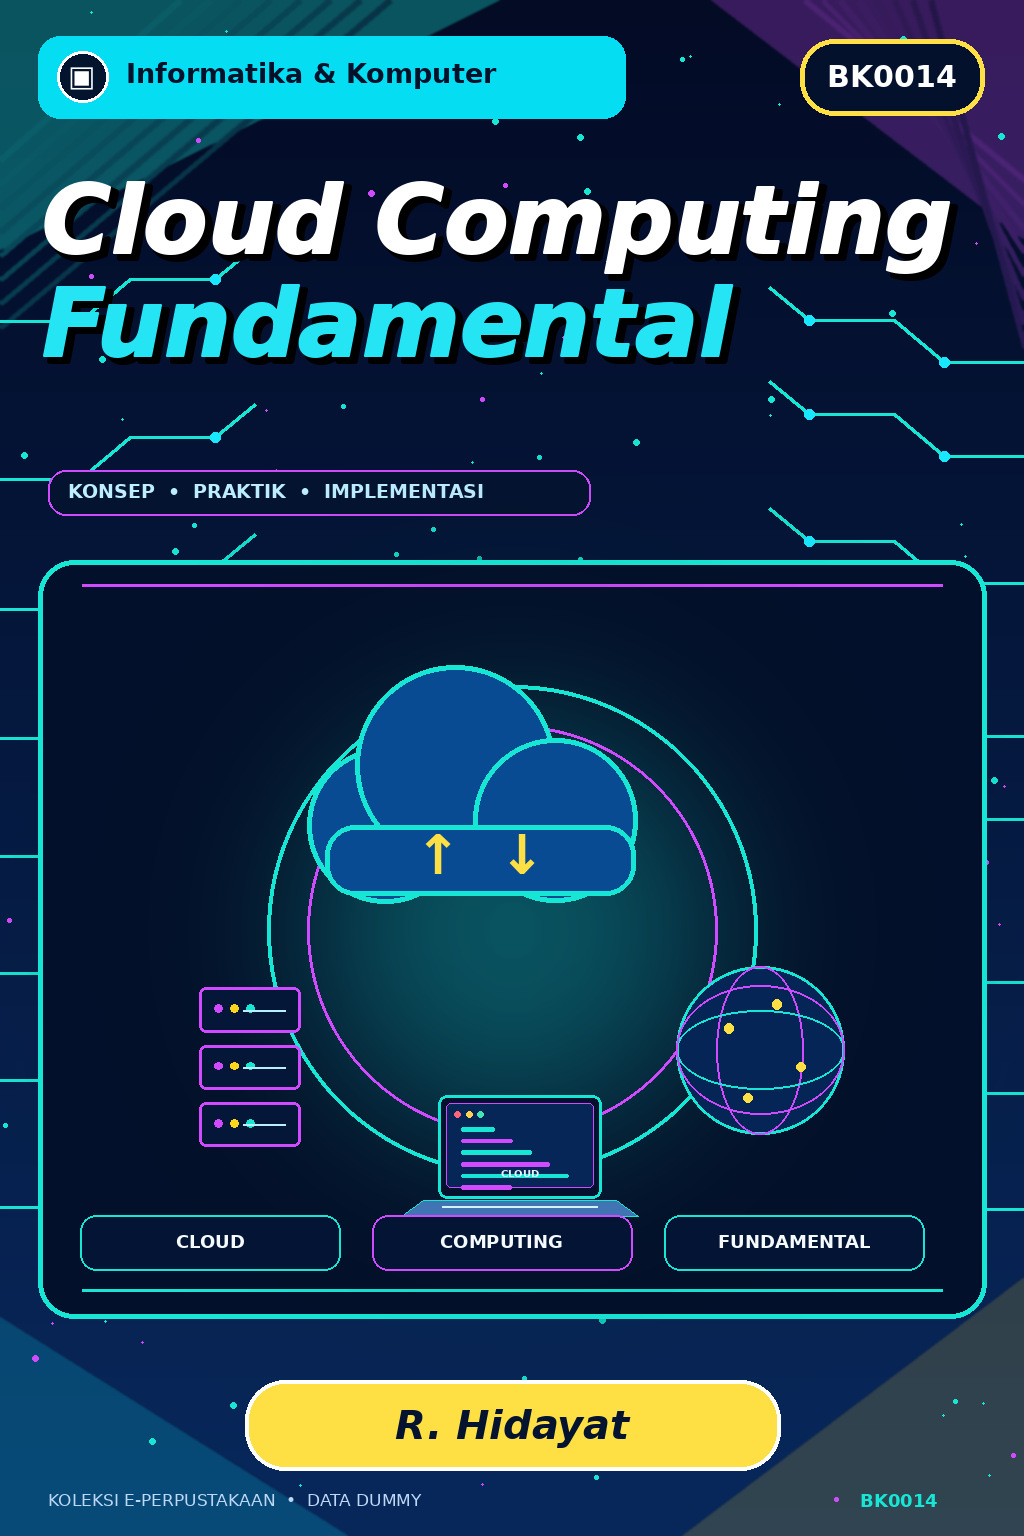 ▣ Informatika & Komputer
BK0014
Cloud Computing
Fundamental
KONSEP • PRAKTIK • IMPLEMENTASI
↑ ↓
CLOUD
CLOUD
COMPUTING
FUNDAMENTAL
R. Hidayat
KOLEKSI E-PERPUSTAKAAN • DATA DUMMY
BK0014